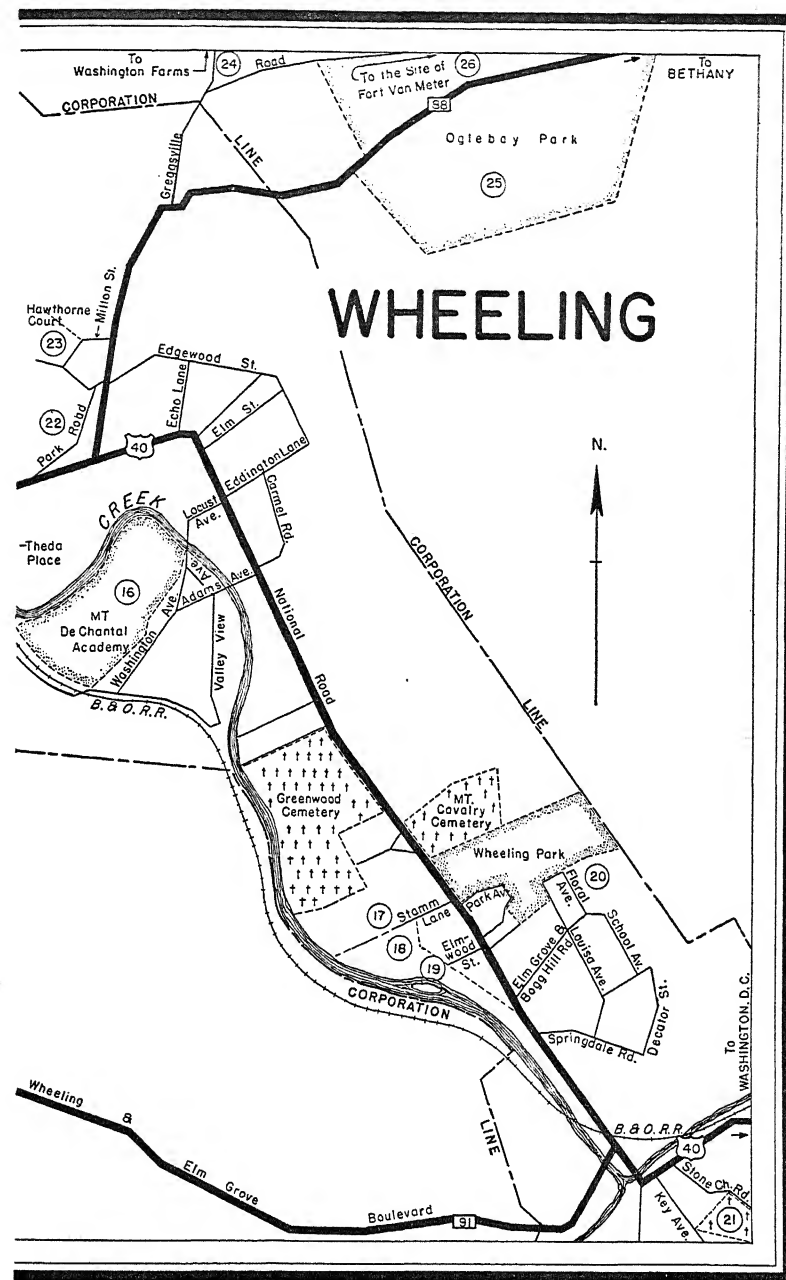 To
Washington Farms
24
Road
To the Site of
Fort Van Meter
26
To
BETHANY
CORPORATION
LINE
88
Oglebay Park
25
Greggsville
WHEELING
Milton St.
Hawthorne
Court
23
Edgewood St.
Echo Lane
Elm St.
22
Park Road
40
N.
Eddington Lane
Locust
Ave.
Carmel Rd.
CREEK
Theda
Place
16
MT
De Chantal
Academy
Ave.
Adams Ave.
Washington Ave.
Valley View
B. & O. R.R.
National
Road
CORPORATION
LINE
Greenwood
Cemetery
MT.
Cavalry
Cemetery
Wheeling Park
20
17
Stamm
Lane
Park Av.
Floral
Ave.
18
Elm-
wood
St.
19
Elm Grove &
Bogg Hill Rd.
Louisa Ave.
School Av.
Decator St.
CORPORATION
LINE
Springdale Rd.
To
WASHINGTON, D.C.
B. & O. R.R.
40
Wheeling
&
Elm
Grove
Boulevard
91
Stone Ch. Rd.
Key Ave.
21